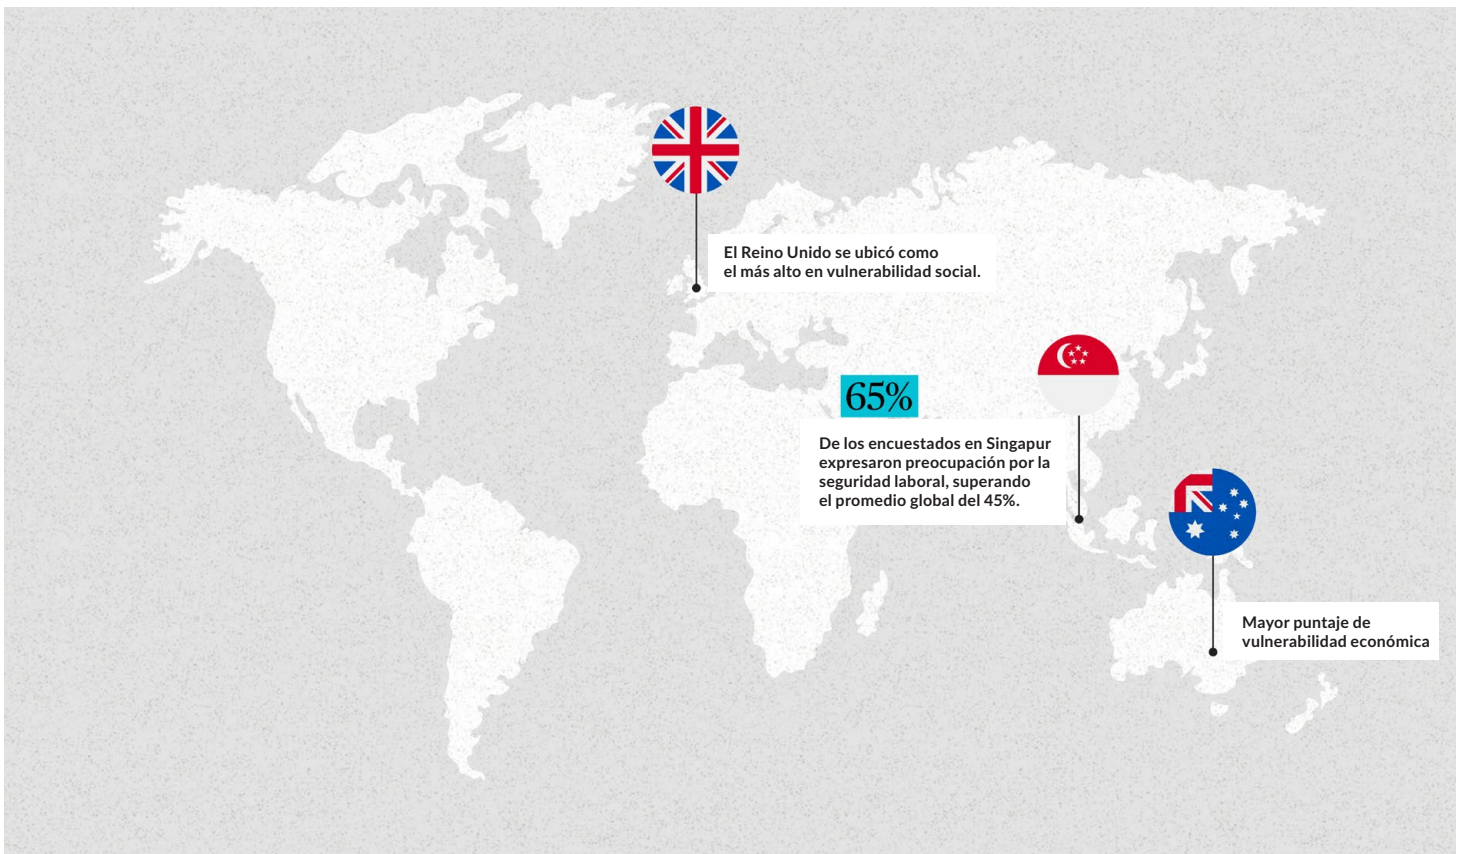 El Reino Unido se ubicó como
el más alto en vulnerabilidad social.
65%
De los encuestados en Singapur
expresaron preocupación por la
seguridad laboral, superando
el promedio global del 45%.
Mayor puntaje de
vulnerabilidad económica